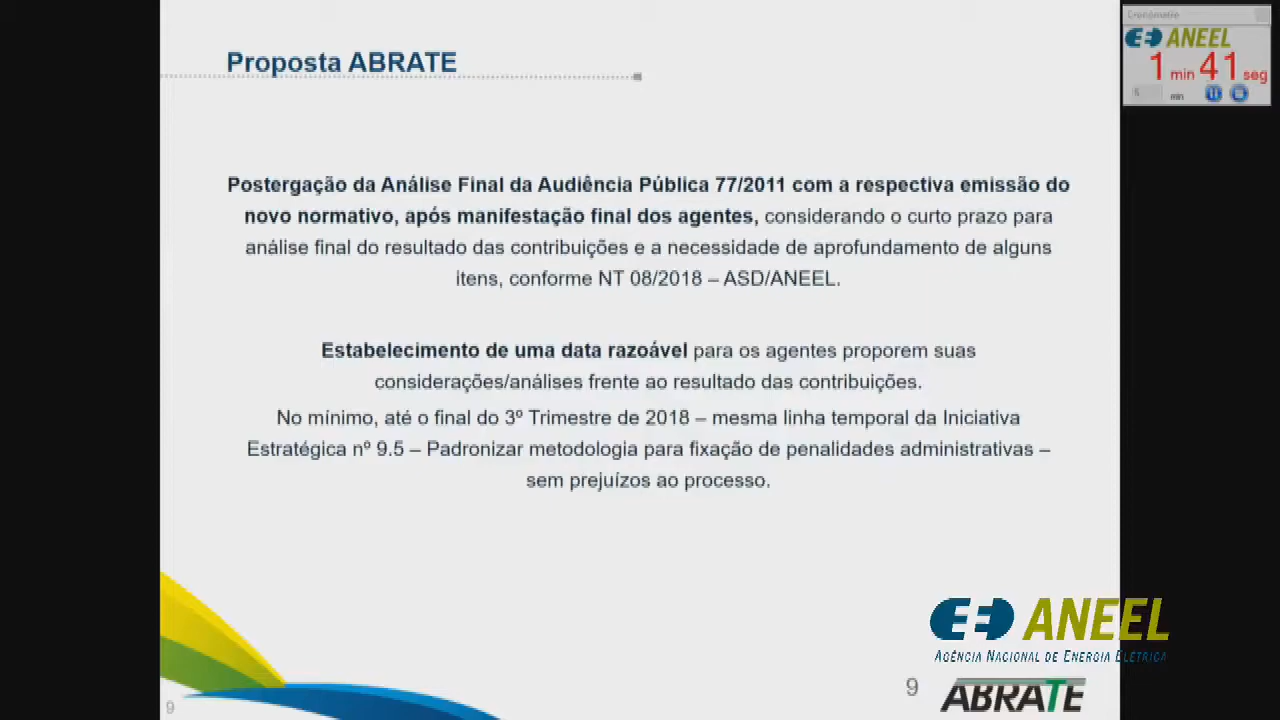 Proposta ABRATE
Cronômetro
ANEEL
1 min 41 seg
5 min
Postergação da Análise Final da Audiência Pública 77/2011 com a respectiva emissão do
novo normativo, após manifestação final dos agentes, considerando o curto prazo para
análise final do resultado das contribuições e a necessidade de aprofundamento de alguns
itens, conforme NT 08/2018 – ASD/ANEEL.
Estabelecimento de uma data razoável para os agentes proporem suas
considerações/análises frente ao resultado das contribuições.
No mínimo, até o final do 3º Trimestre de 2018 – mesma linha temporal da Iniciativa
Estratégica nº 9.5 – Padronizar metodologia para fixação de penalidades administrativas –
sem prejuízos ao processo.
ANEEL
AGÊNCIA NACIONAL DE ENERGIA ELÉTRICA
9 ABRATE
9